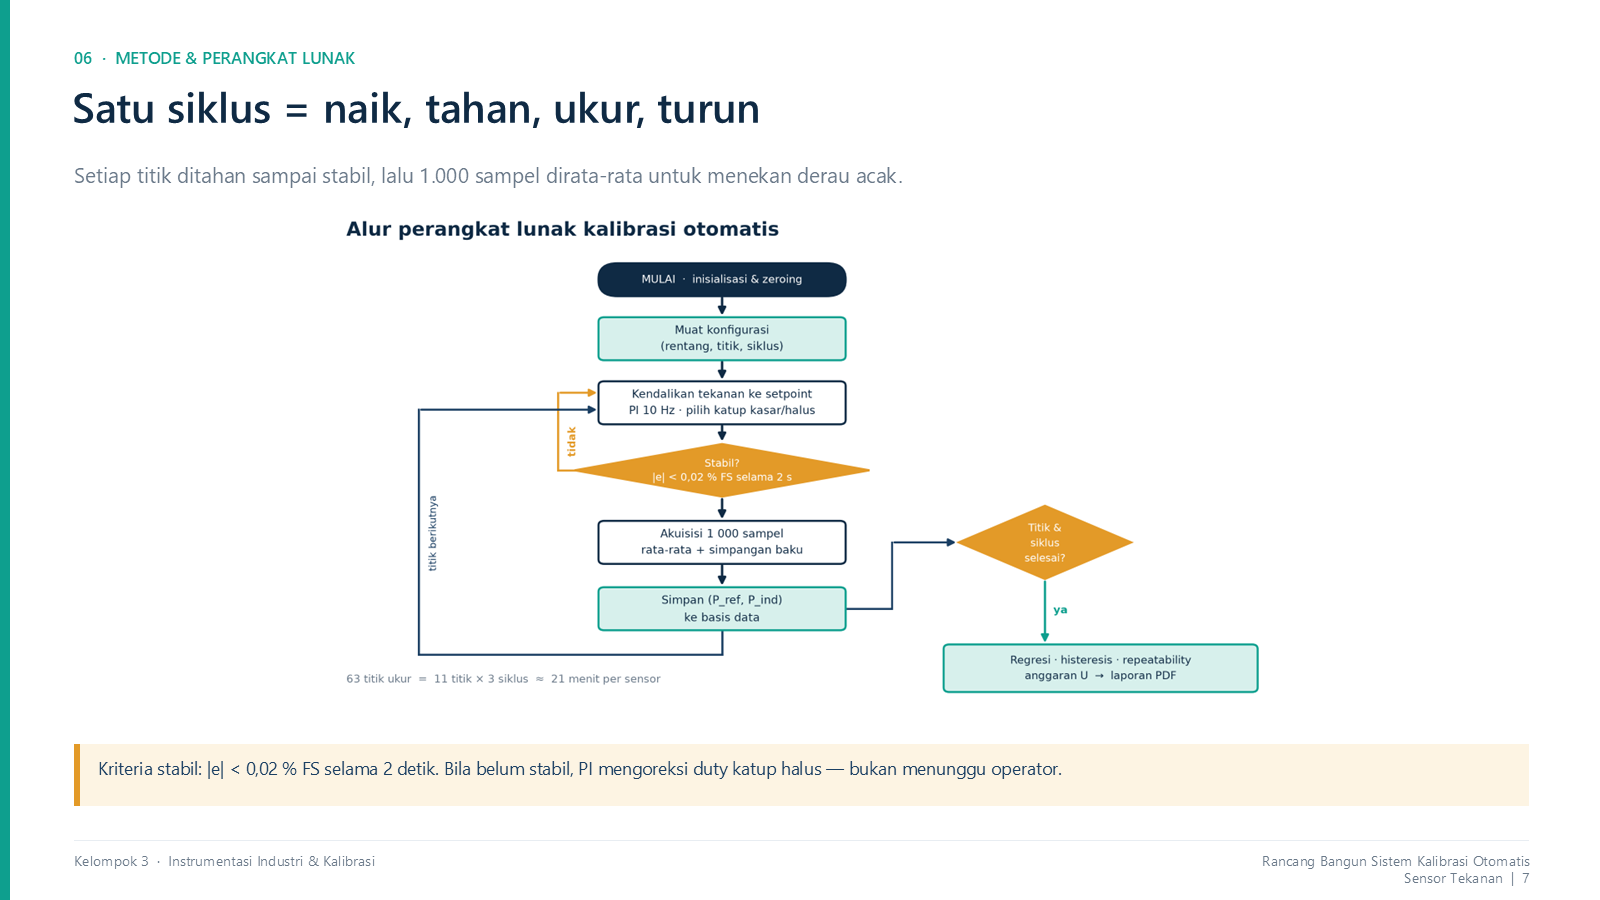 06 · METODE & PERANGKAT LUNAK
Satu siklus = naik, tahan, ukur, turun
Setiap titik ditahan sampai stabil, lalu 1.000 sampel dirata-rata untuk menekan derau acak.
Alur perangkat lunak kalibrasi otomatis
MULAI · inisialisasi & zeroing
Muat konfigurasi
(rentang, titik, siklus)
Kendalikan tekanan ke setpoint
PI 10 Hz · pilih katup kasar/halus
tidak
Stabil?
|e| < 0,02 % FS selama 2 s
titik berikutnya
Akuisisi 1 000 sampel
rata-rata + simpangan baku
Titik &
siklus
selesai?
Simpan (P_ref, P_ind)
ke basis data
ya
Regresi · histeresis · repeatability
anggaran U → laporan PDF
63 titik ukur = 11 titik × 3 siklus ≈ 21 menit per sensor
Kriteria stabil: |e| < 0,02 % FS selama 2 detik. Bila belum stabil, PI mengoreksi duty katup halus — bukan menunggu operator.
Kelompok 3 · Instrumentasi Industri & Kalibrasi
Rancang Bangun Sistem Kalibrasi Otomatis
Sensor Tekanan | 7